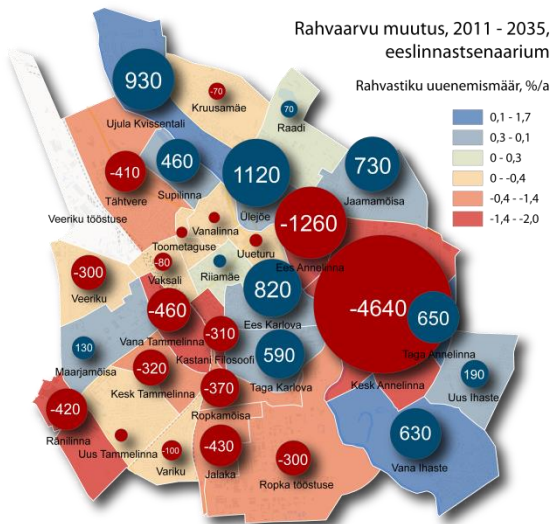 Rahvaarvu muutus, 2011 - 2035,
eeslinnastsenaarium
Rahvastiku uuenemismäär, %/a
0,1 - 1,7
0,3 - 0,1
0 - 0,3
0 - -0,4
-0,4 - -1,4
-1,4 - -2,0
930
Ujula Kvissentali
-70
Kruusamäe
70
Raadi
-410
Tähtvere
460
Supilinna
1120
Ülejõe
730
Jaamamõisa
Veeriku tööstuse
Vanalinna
Toometaguse
Uueturu
-1260
Ees Annelinna
-300
Veeriku
-80
Vaksali
Riiamäe
820
Ees Karlova
-4640
Kesk Annelinna
650
Taga Annelinna
-460
Vana Tammelinna
-310
Kastani Filosoofi
130
Maarjamõisa
-320
Kesk Tammelinna
590
Taga Karlova
190
Uus Ihaste
-370
Ropkamõisa
-420
Ränilinna
Uus Tammelinna
-100
Variku
-430
Jalaka
-300
Ropka tööstuse
630
Vana Ihaste